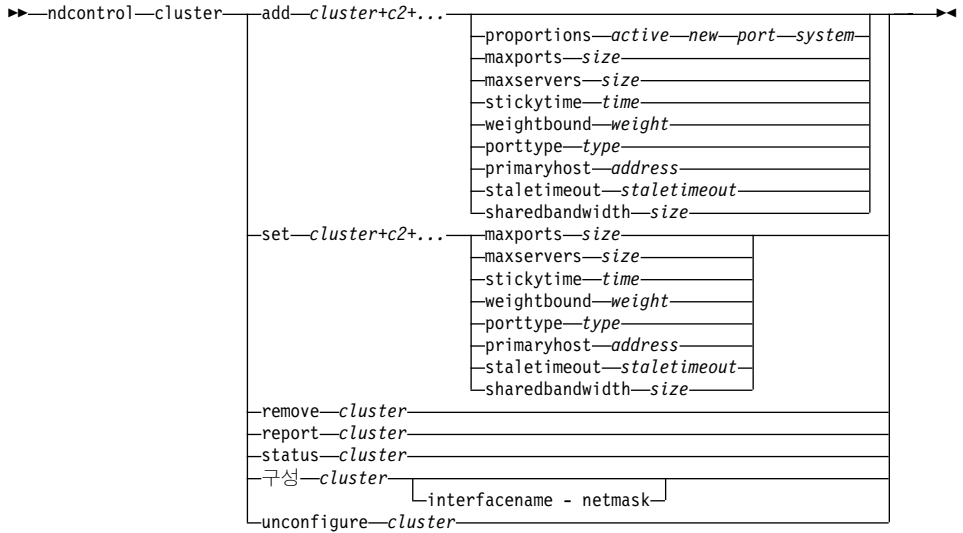 ndcontrol cluster add cluster+c2+...
proportions active new port system
maxports size
maxservers size
stickytime time
weightbound weight
porttype type
primaryhost address
staletimeout staletimeout
sharedbandwidth size
set cluster+c2+... maxports size
maxservers size
stickytime time
weightbound weight
porttype type
primaryhost address
staletimeout staletimeout
sharedbandwidth size
remove cluster
report cluster
status cluster
구성 cluster
interfacename - netmask
unconfigure cluster